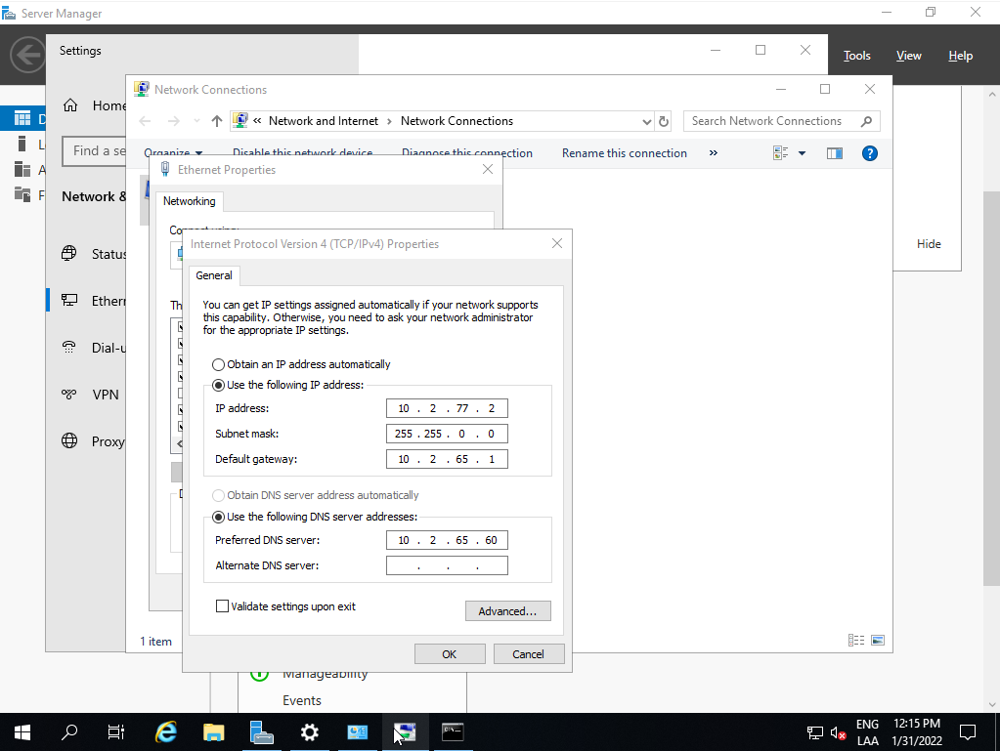 Server Manager
Settings
Tools
View
Help
Network Connections
Home
« Network and Internet › Network Connections
Search Network Connections
D
L
A
F
Find a se
Organize
Disable this network device
Diagnose this connection
Rename this connection
»
Ethernet Properties
Networking
Network &
Connect using:
Internet Protocol Version 4 (TCP/IPv4) Properties
Hide
Status
General
Ethern
Th
You can get IP settings assigned automatically if your network supports
this capability. Otherwise, you need to ask your network administrator
for the appropriate IP settings.
Dial-u
Obtain an IP address automatically
Use the following IP address:
VPN
IP address: 10 . 2 . 77 . 2
Subnet mask: 255 . 255 . 0 . 0
Proxy
Default gateway: 10 . 2 . 65 . 1
D
Obtain DNS server address automatically
Use the following DNS server addresses:
Preferred DNS server: 10 . 2 . 65 . 60
Alternate DNS server: . . .
Validate settings upon exit
Advanced...
1 item
OK
Cancel
Manageability
Events
ENG
LAA
12:15 PM
1/31/2022